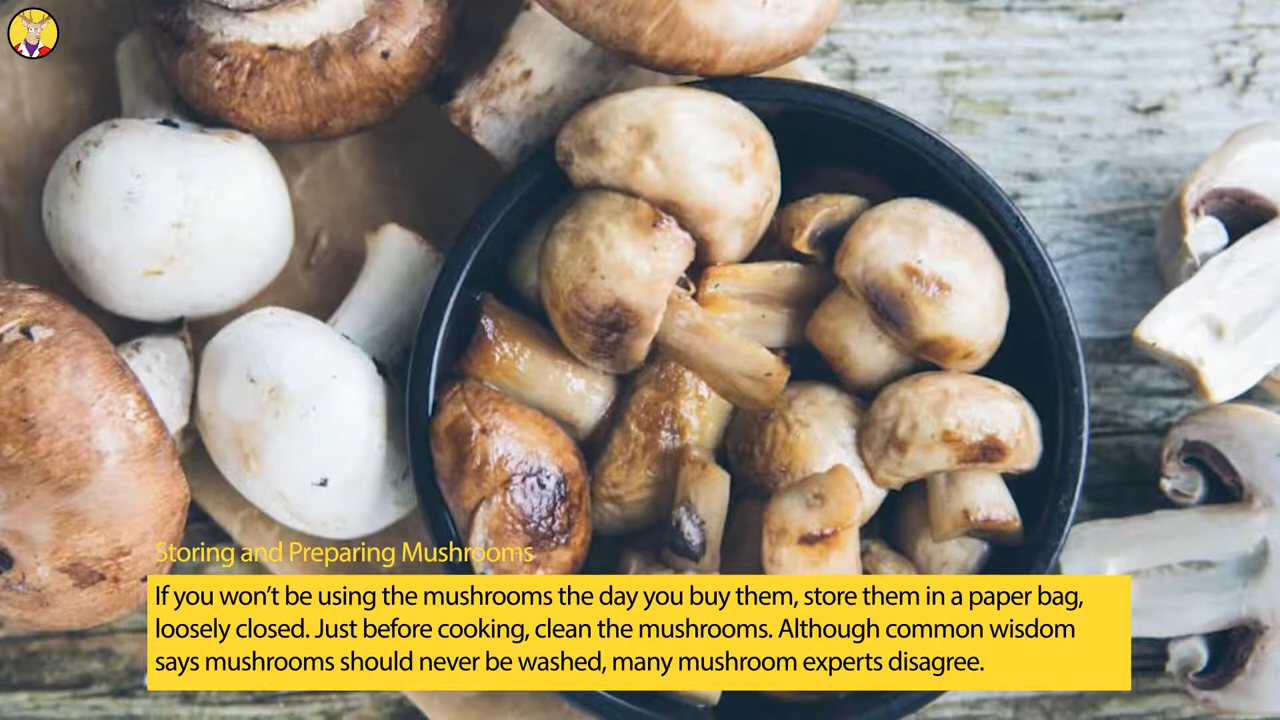 Storing and Preparing Mushrooms
If you won’t be using the mushrooms the day you buy them, store them in a paper bag,
loosely closed. Just before cooking, clean the mushrooms. Although common wisdom
says mushrooms should never be washed, many mushroom experts disagree.